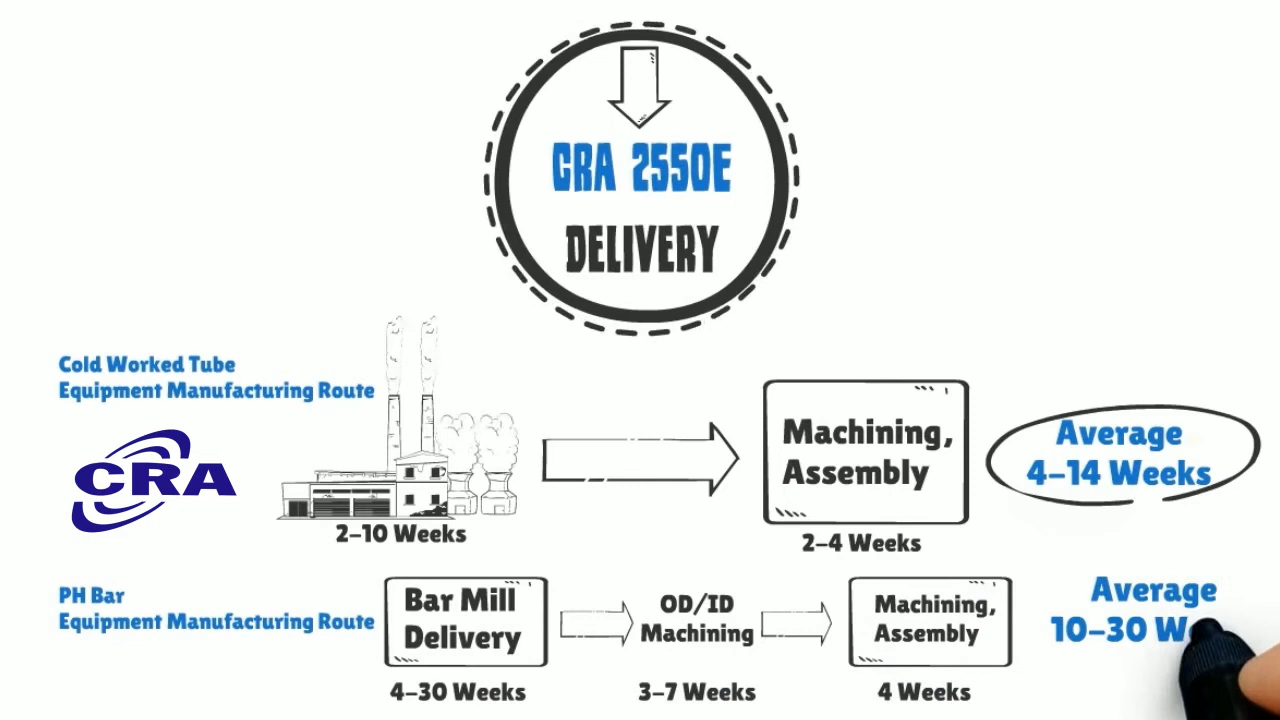 CRA 2550E
DELIVERY
Cold Worked Tube
Equipment Manufacturing Route
CRA
2-10 Weeks
Machining,
Assembly
2-4 Weeks
Average
4-14 Weeks
PH Bar
Equipment Manufacturing Route
Bar Mill
Delivery
4-30 Weeks
OD/ID
Machining
3-7 Weeks
Machining,
Assembly
4 Weeks
Average
10-30